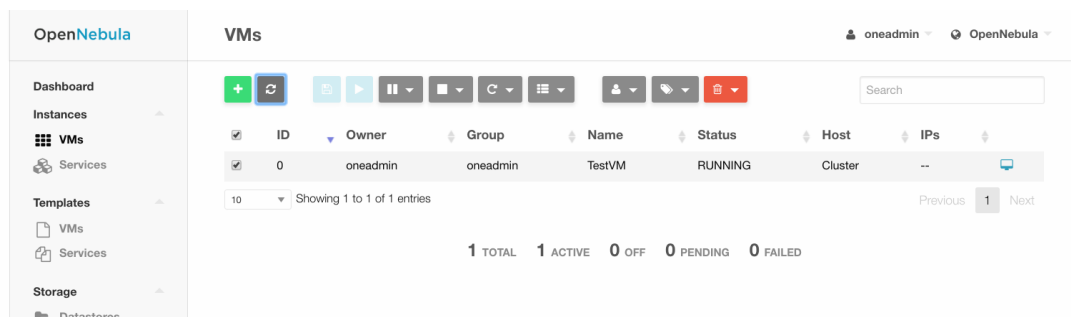 OpenNebula
VMs
oneadmin
OpenNebula
Dashboard
Instances
VMs
Services
Templates
VMs
Services
Storage
Datastores
Search
ID Owner Group Name Status Host IPs
0 oneadmin oneadmin TestVM RUNNING Cluster --
10 Showing 1 to 1 of 1 entries
Previous 1 Next
1 TOTAL 1 ACTIVE 0 OFF 0 PENDING 0 FAILED